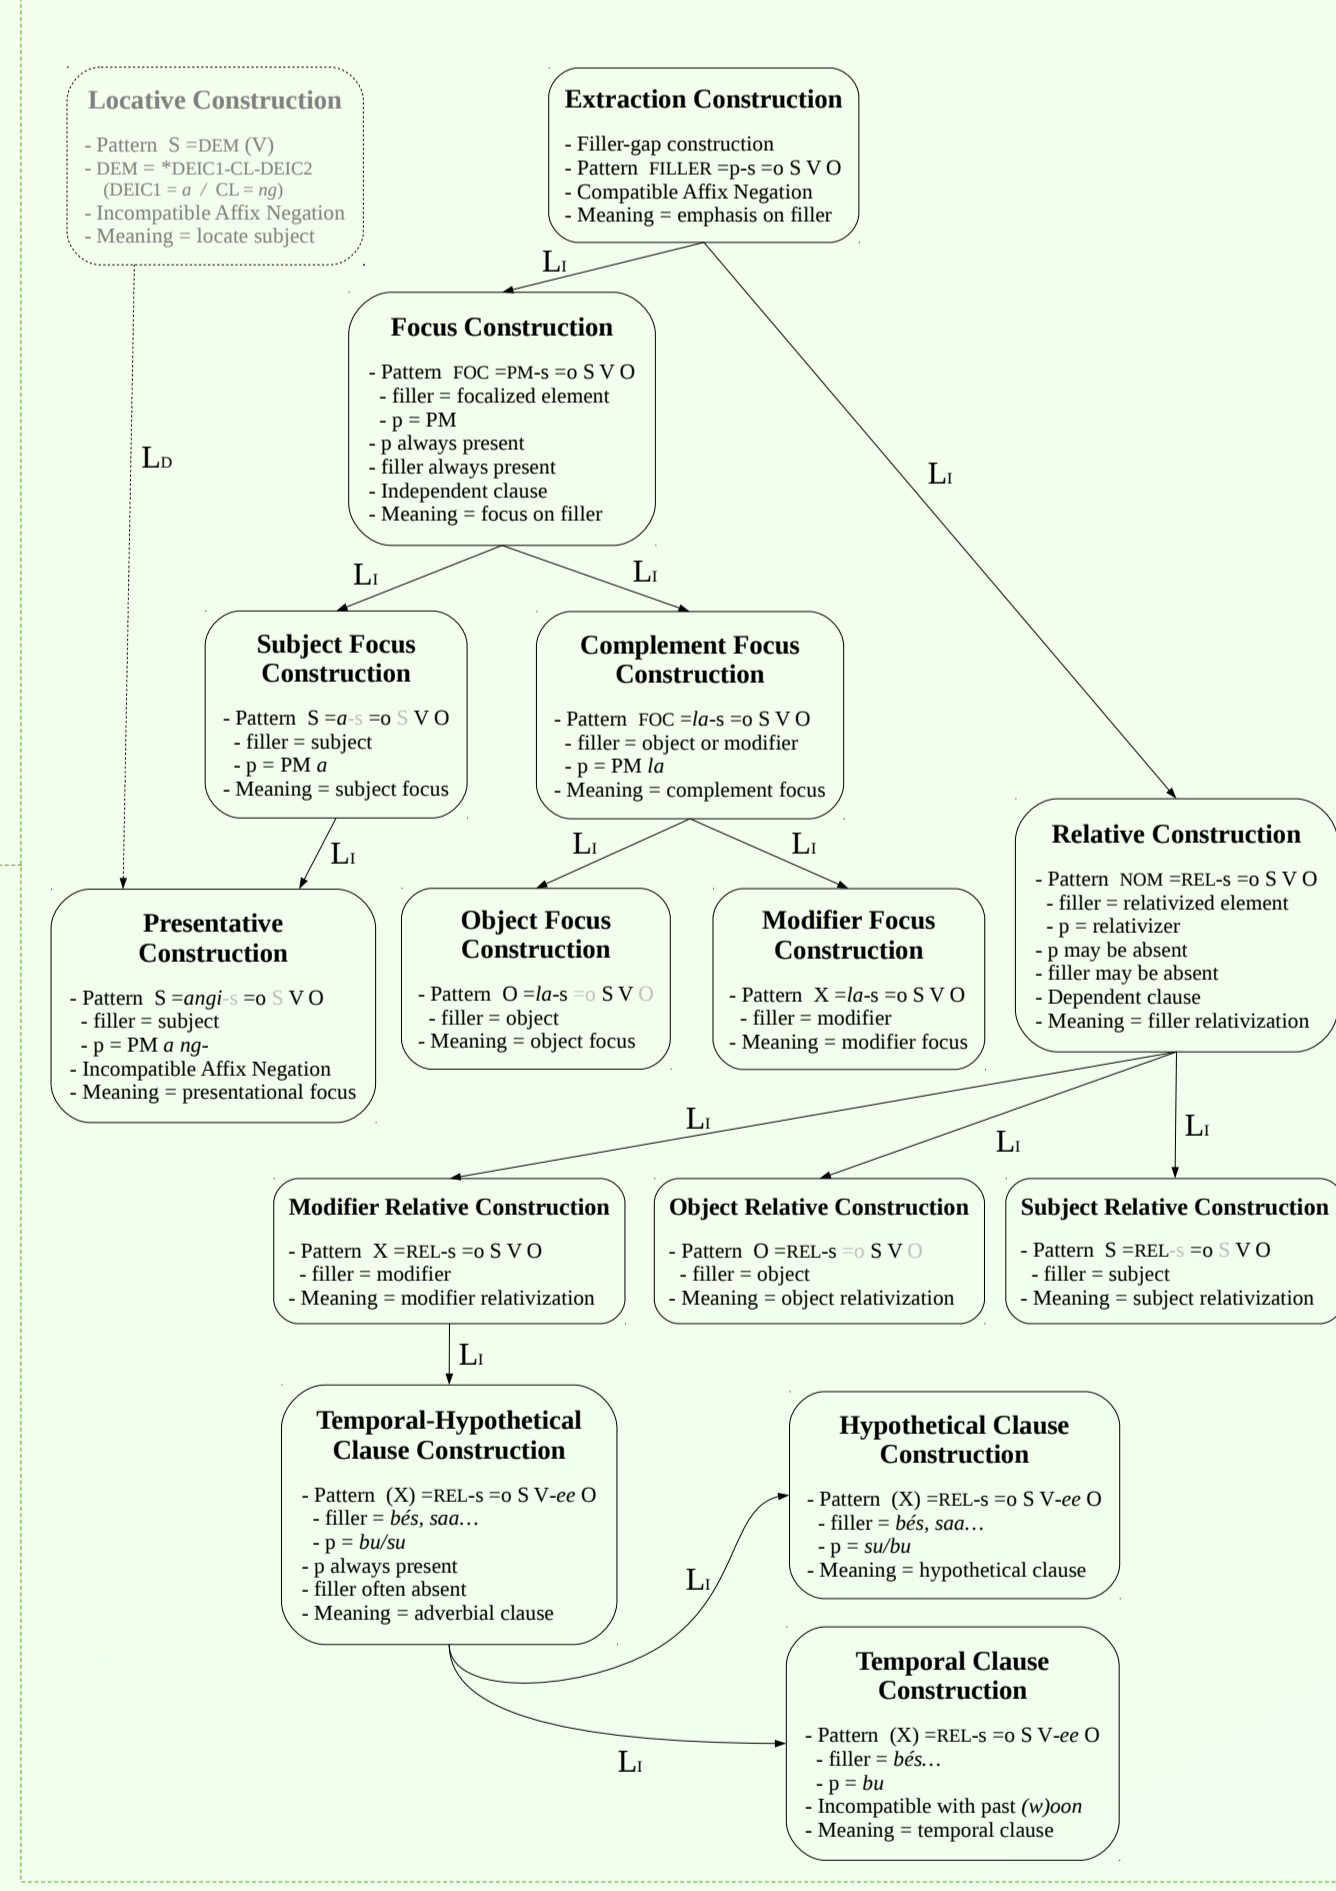 Locative Construction
- Pattern  S =DEM (V)
- DEM = *DEIC1-CL-DEIC2
(DEIC1 = a / CL = ng)
- Incompatible Affix Negation
- Meaning = locate subject
Extraction Construction
- Filler-gap construction
- Pattern  FILLER =p-s =o S V O
- Compatible Affix Negation
- Meaning = emphasis on filler
LI
Focus Construction
- Pattern  FOC =PM-s =o S V O
- filler = focalized element
- p = PM
- p always present
- filler always present
- Independent clause
- Meaning = focus on filler
LD
LI
LI
LI
Subject Focus
Construction
- Pattern  S =a-s =o S V O
- filler = subject
- p = PM a
- Meaning = subject focus
Complement Focus
Construction
- Pattern  FOC =la-s =o S V O
- filler = object or modifier
- p = PM la
- Meaning = complement focus
LI
LI
LI
Relative Construction
- Pattern  NOM =REL-s =o S V O
- filler = relativized element
- p = relativizer
- p may be absent
- filler may be absent
- Dependent clause
- Meaning = filler relativization
Presentative
Construction
- Pattern  S =angi-s =o S V O
- filler = subject
- p = PM a ng-
- Incompatible Affix Negation
- Meaning = presentational focus
Object Focus
Construction
- Pattern  O =la-s =o S V O
- filler = object
- Meaning = object focus
Modifier Focus
Construction
- Pattern  X =la-s =o S V O
- filler = modifier
- Meaning = modifier focus
LI
LI
LI
Modifier Relative Construction
- Pattern  X =REL-s =o S V O
- filler = modifier
- Meaning = modifier relativization
Object Relative Construction
- Pattern  O =REL-s =o S V O
- filler = object
- Meaning = object relativization
Subject Relative Construction
- Pattern  S =REL-s =o S V O
- filler = subject
- Meaning = subject relativization
LI
Temporal-Hypothetical
Clause Construction
- Pattern  (X) =REL-s =o S V-ee O
- filler = bés, saa…
- p = bu/su
- p always present
- filler often absent
- Meaning = adverbial clause
Hypothetical Clause
Construction
- Pattern  (X) =REL-s =o S V-ee O
- filler = bés, saa…
- p = su/bu
- Meaning = hypothetical clause
LI
Temporal Clause
Construction
- Pattern  (X) =REL-s =o S V-ee O
- filler = bés…
- p = bu
- Incompatible with past (w)oon
- Meaning = temporal clause
LI